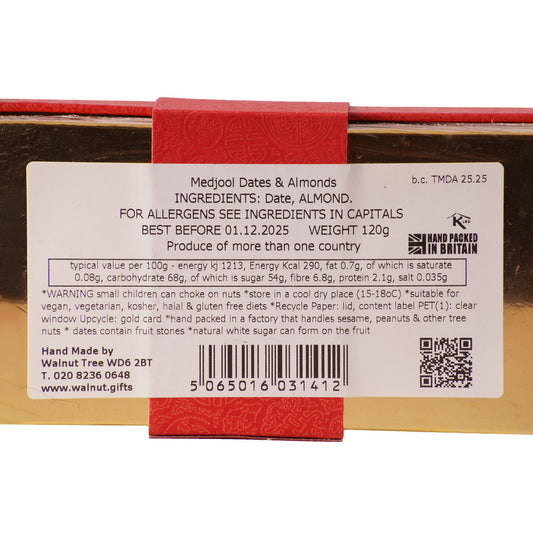 Medjool Dates & Almonds
b.c. TMDA 25.25
INGREDIENTS: Date, ALMOND.
FOR ALLERGENS SEE INGREDIENTS IN CAPITALS
BEST BEFORE 01.12.2025 WEIGHT 120g
Produce of more than one country
HAND PACKED
IN BRITAIN
typical value per 100g - energy kj 1213, Energy Kcal 290, fat 0.7g, of which is saturate
0.08g, carbohydrate 68g, of which is sugar 54g, fibre 6.8g, protein 2.1g, salt 0.035g
*WARNING small children can choke on nuts *store in a cool dry place (15-18oC) *suitable for
vegan, vegetarian, kosher, halal & gluten free diets *Recycle Paper: lid, content label PET(1): clear
window Upcycle: gold card *hand packed in a factory that handles sesame, peanuts & other tree
nuts * dates contain fruit stones *natural white sugar can form on the fruit
Hand Made by
Walnut Tree WD6 2BT
T. 020 8236 0648
www.walnut.gifts
5 065016 031412